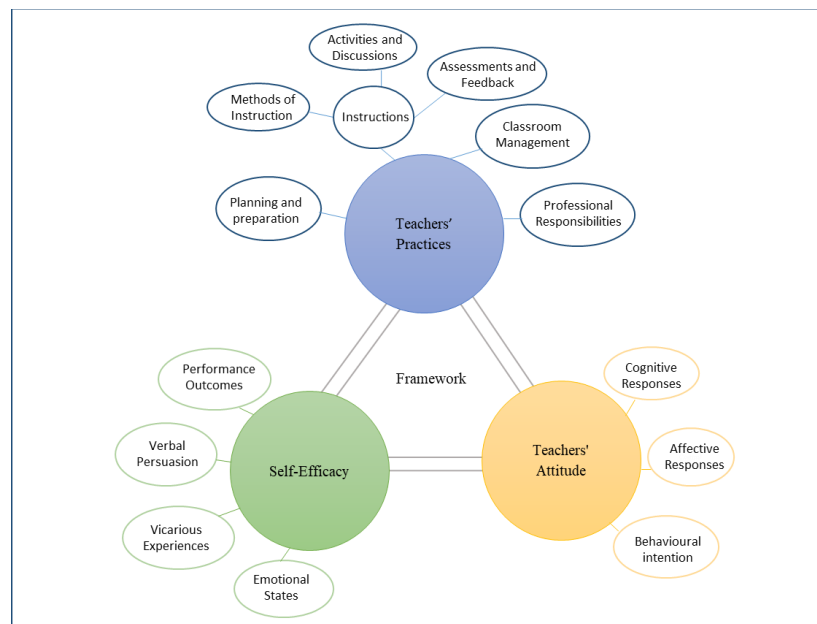 Activities and
Discussions
Assessments and
Feedback
Methods of
Instruction
Instructions
Classroom
Management
Planning and
preparation
Professional
Responsibilities
Teachers'
Practices
Performance
Outcomes
Framework
Cognitive
Responses
Verbal
Persuasion
Self-Efficacy
Teachers'
Attitude
Affective
Responses
Vicarious
Experiences
Behavioural
intention
Emotional
States